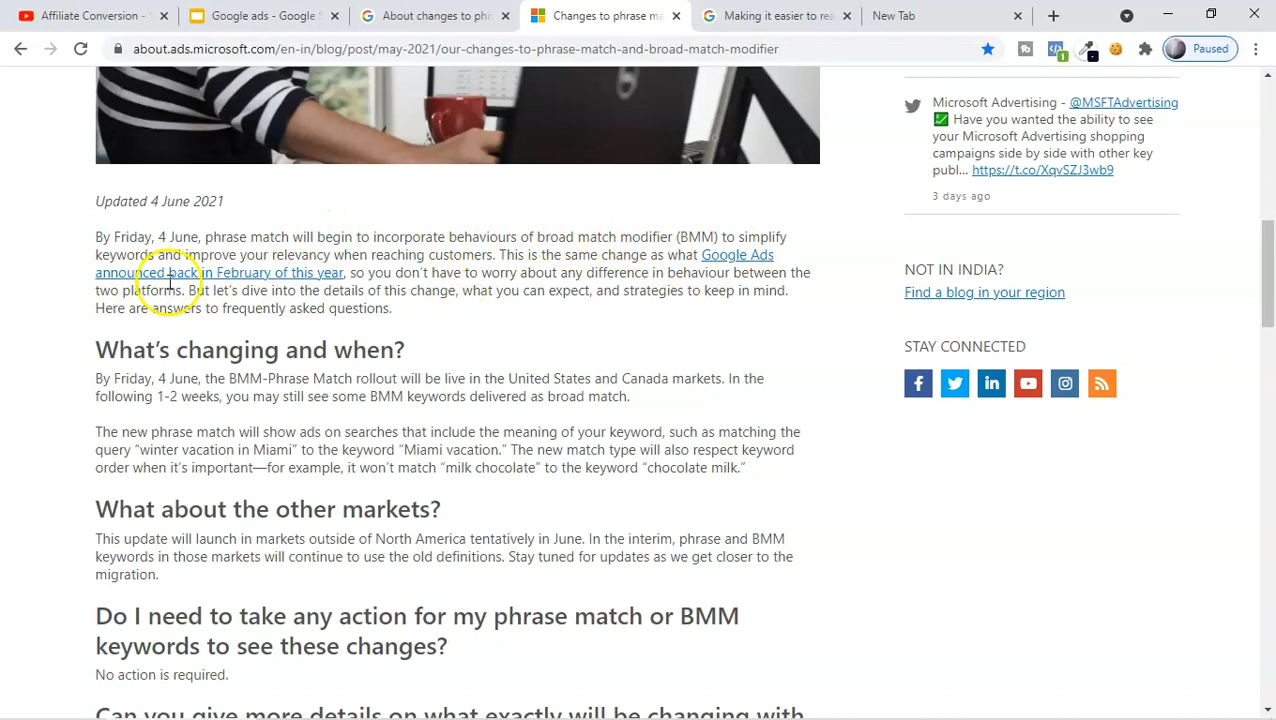 Affiliate Conversion -
Google ads - Google S
About changes to phr
Changes to phrase ma
Making it easier to rea
New Tab
about.ads.microsoft.com/en-in/blog/post/may-2021/our-changes-to-phrase-match-and-broad-match-modifier
1
Paused
Updated 4 June 2021
By Friday, 4 June, phrase match will begin to incorporate behaviours of broad match modifier (BMM) to simplify
keywords and improve your relevancy when reaching customers. This is the same change as what Google Ads
announced back in February of this year, so you don’t have to worry about any difference in behaviour between the
two platforms. But let’s dive into the details of this change, what you can expect, and strategies to keep in mind.
Here are answers to frequently asked questions.
What’s changing and when?
By Friday, 4 June, the BMM-Phrase Match rollout will be live in the United States and Canada markets. In the
following 1-2 weeks, you may still see some BMM keywords delivered as broad match.
The new phrase match will show ads on searches that include the meaning of your keyword, such as matching the
query “winter vacation in Miami” to the keyword “Miami vacation.” The new match type will also respect keyword
order when it’s important—for example, it won’t match “milk chocolate” to the keyword “chocolate milk.”
What about the other markets?
This update will launch in markets outside of North America tentatively in June. In the interim, phrase and BMM
keywords in those markets will continue to use the old definitions. Stay tuned for updates as we get closer to the
migration.
Do I need to take any action for my phrase match or BMM
keywords to see these changes?
No action is required.
Can you give more details on what exactly will be changing with
Microsoft Advertising - @MSFTAdvertising
Have you wanted the ability to see
your Microsoft Advertising shopping
campaigns side by side with other key
publ... https://t.co/XqvSZJ3wb9
3 days ago
NOT IN INDIA?
Find a blog in your region
STAY CONNECTED